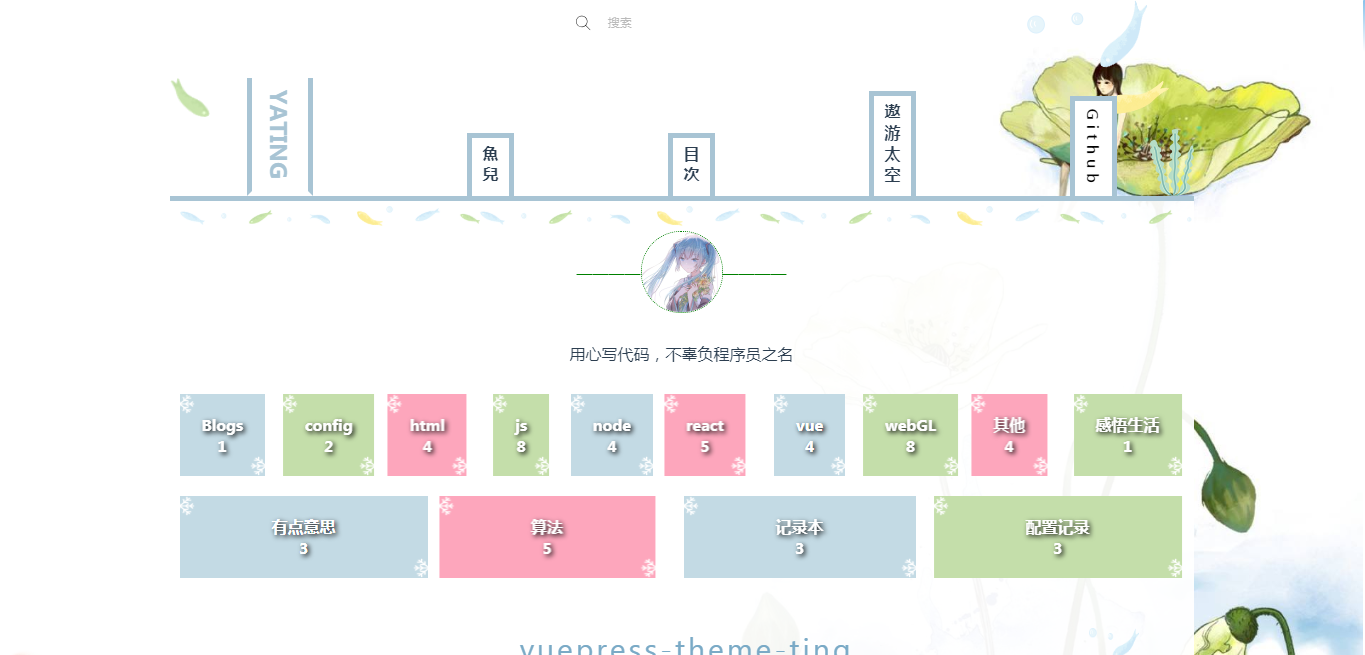 搜索
YATING
魚兒
目次
遨游太空
Github
用心写代码，不辜负程序员之名
Blogs
1
config
2
html
4
js
8
node
4
react
5
vue
4
webGL
8
其他
4
感悟生活
1
有点意思
3
算法
5
记录本
3
配置记录
3
vuepress-theme-ting